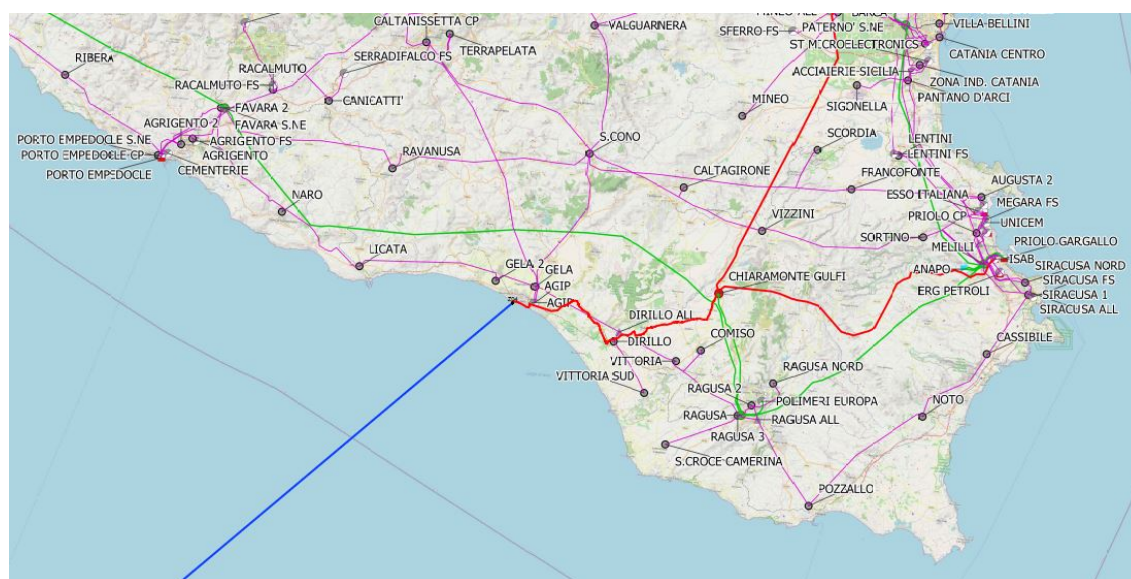 CALTANISSETTA CP
VALGUARNERA
VILLA-BELLINI
TERRAPELATA
SFERRO FS
PATERNO' S.NE
ST MICROELECTRONICS
CATANIA CENTRO
RIBERA
RACALMUTO
SERRADIFALCO FS
ACCIAIERIE-SICILIA
ZONA IND. CATANIA
RACALMUTO-FS
CANICATTI'
PANTANO D'ARCI
FAVARA 2
MINEO
SIGONELLA
AGRIGENTO 2
FAVARA S.NE
PORTO EMPEDOCLE S.NE
AGRIGENTO FS
S.CONO
SCORDIA
LENTINI
PORTO EMPEDOCLE CP
AGRIGENTO
RAVANUSA
LENTINI FS
PORTO EMPEDOCLE
CEMENTERIE
CALTAGIRONE
FRANCOFONTE
NARO
ESSO ITALIANA
AUGUSTA 2
MEGARA FS
VIZZINI
PRIOLO CP
UNICEM
SORTINO
MELILLI
PRIOLO-GARGALLO
LICATA
ISAB
GELA 2
GELA
CHIARAMONTE GULFI
ANAPO
SIRACUSA NORD
AGIP
ERG PETROLI
SIRACUSA FS
AGIP
SIRACUSA 1
DIRILLO ALL
SIRACUSA ALL
COMISO
DIRILLO
VITTORIA
CASSIBILE
VITTORIA SUD
RAGUSA NORD
RAGUSA 2
POLIMERI EUROPA
RAGUSA
RAGUSA ALL
NOTO
RAGUSA 3
S.CROCE CAMERINA
POZZALLO